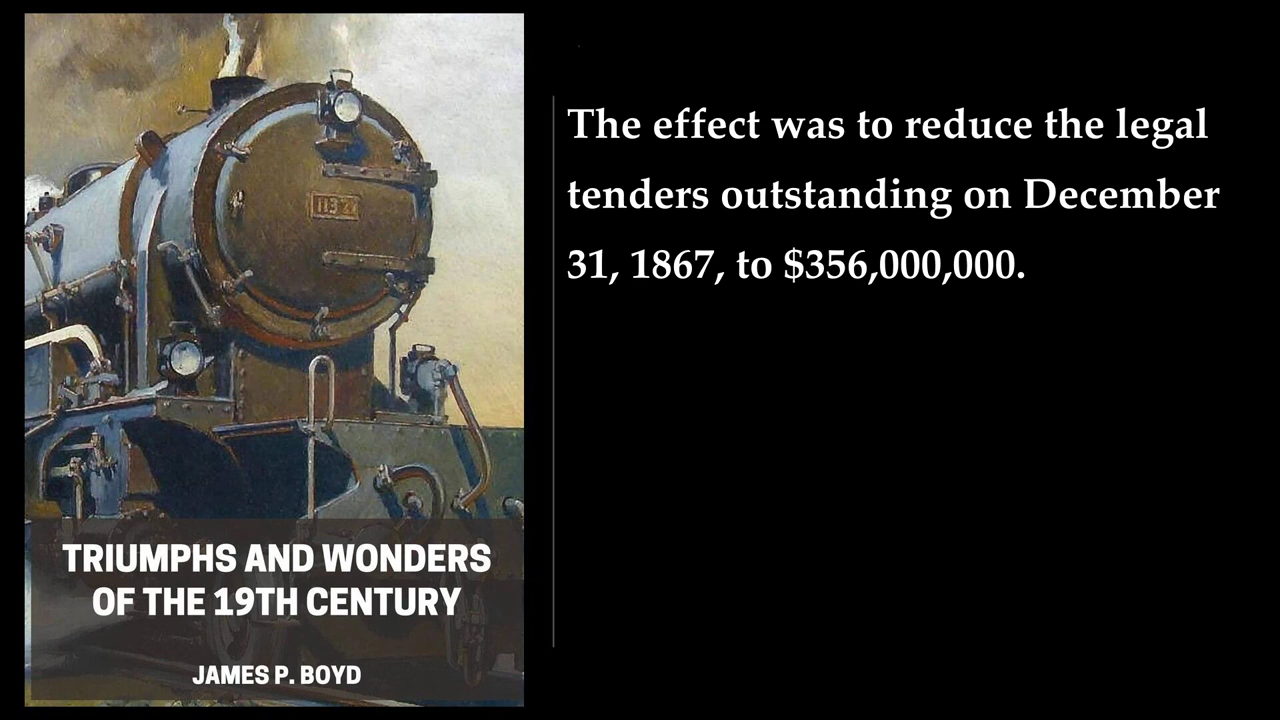 The effect was to reduce the legal
tenders outstanding on December
31, 1867, to $356,000,000.
TRIUMPHS AND WONDERS
OF THE 19TH CENTURY
JAMES P. BOYD